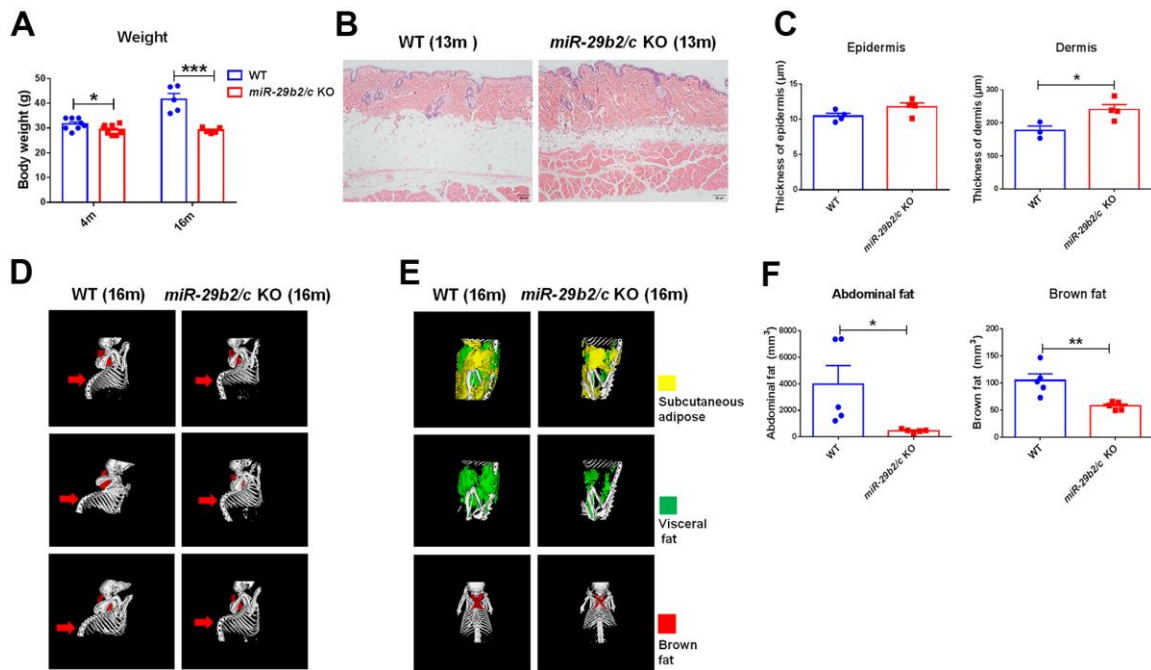 A
Weight
Body weight (g)
50
40
30
20
10
0
4m
16m
*
***
WT
miR-29b2/c KO
B
WT (13m )
miR-29b2/c KO (13m)
C
Epidermis
Thickness of epidermis (μm)
15
10
5
0
WT
miR-29b2/c KO
Dermis
Thickness of dermis (μm)
300
200
100
0
*
WT
miR-29b2/c KO
D
WT (16m)
miR-29b2/c KO (16m)
E
WT (16m)
miR-29b2/c KO (16m)
Subcutaneous
adipose
Visceral
fat
Brown
fat
F
Abdominal fat
Abdominal fat (mm³)
8000
6000
4000
2000
0
*
WT
miR-29b2/c KO
Brown fat
Brown fat (mm³)
150
100
50
0
**
WT
miR-29b2/c KO